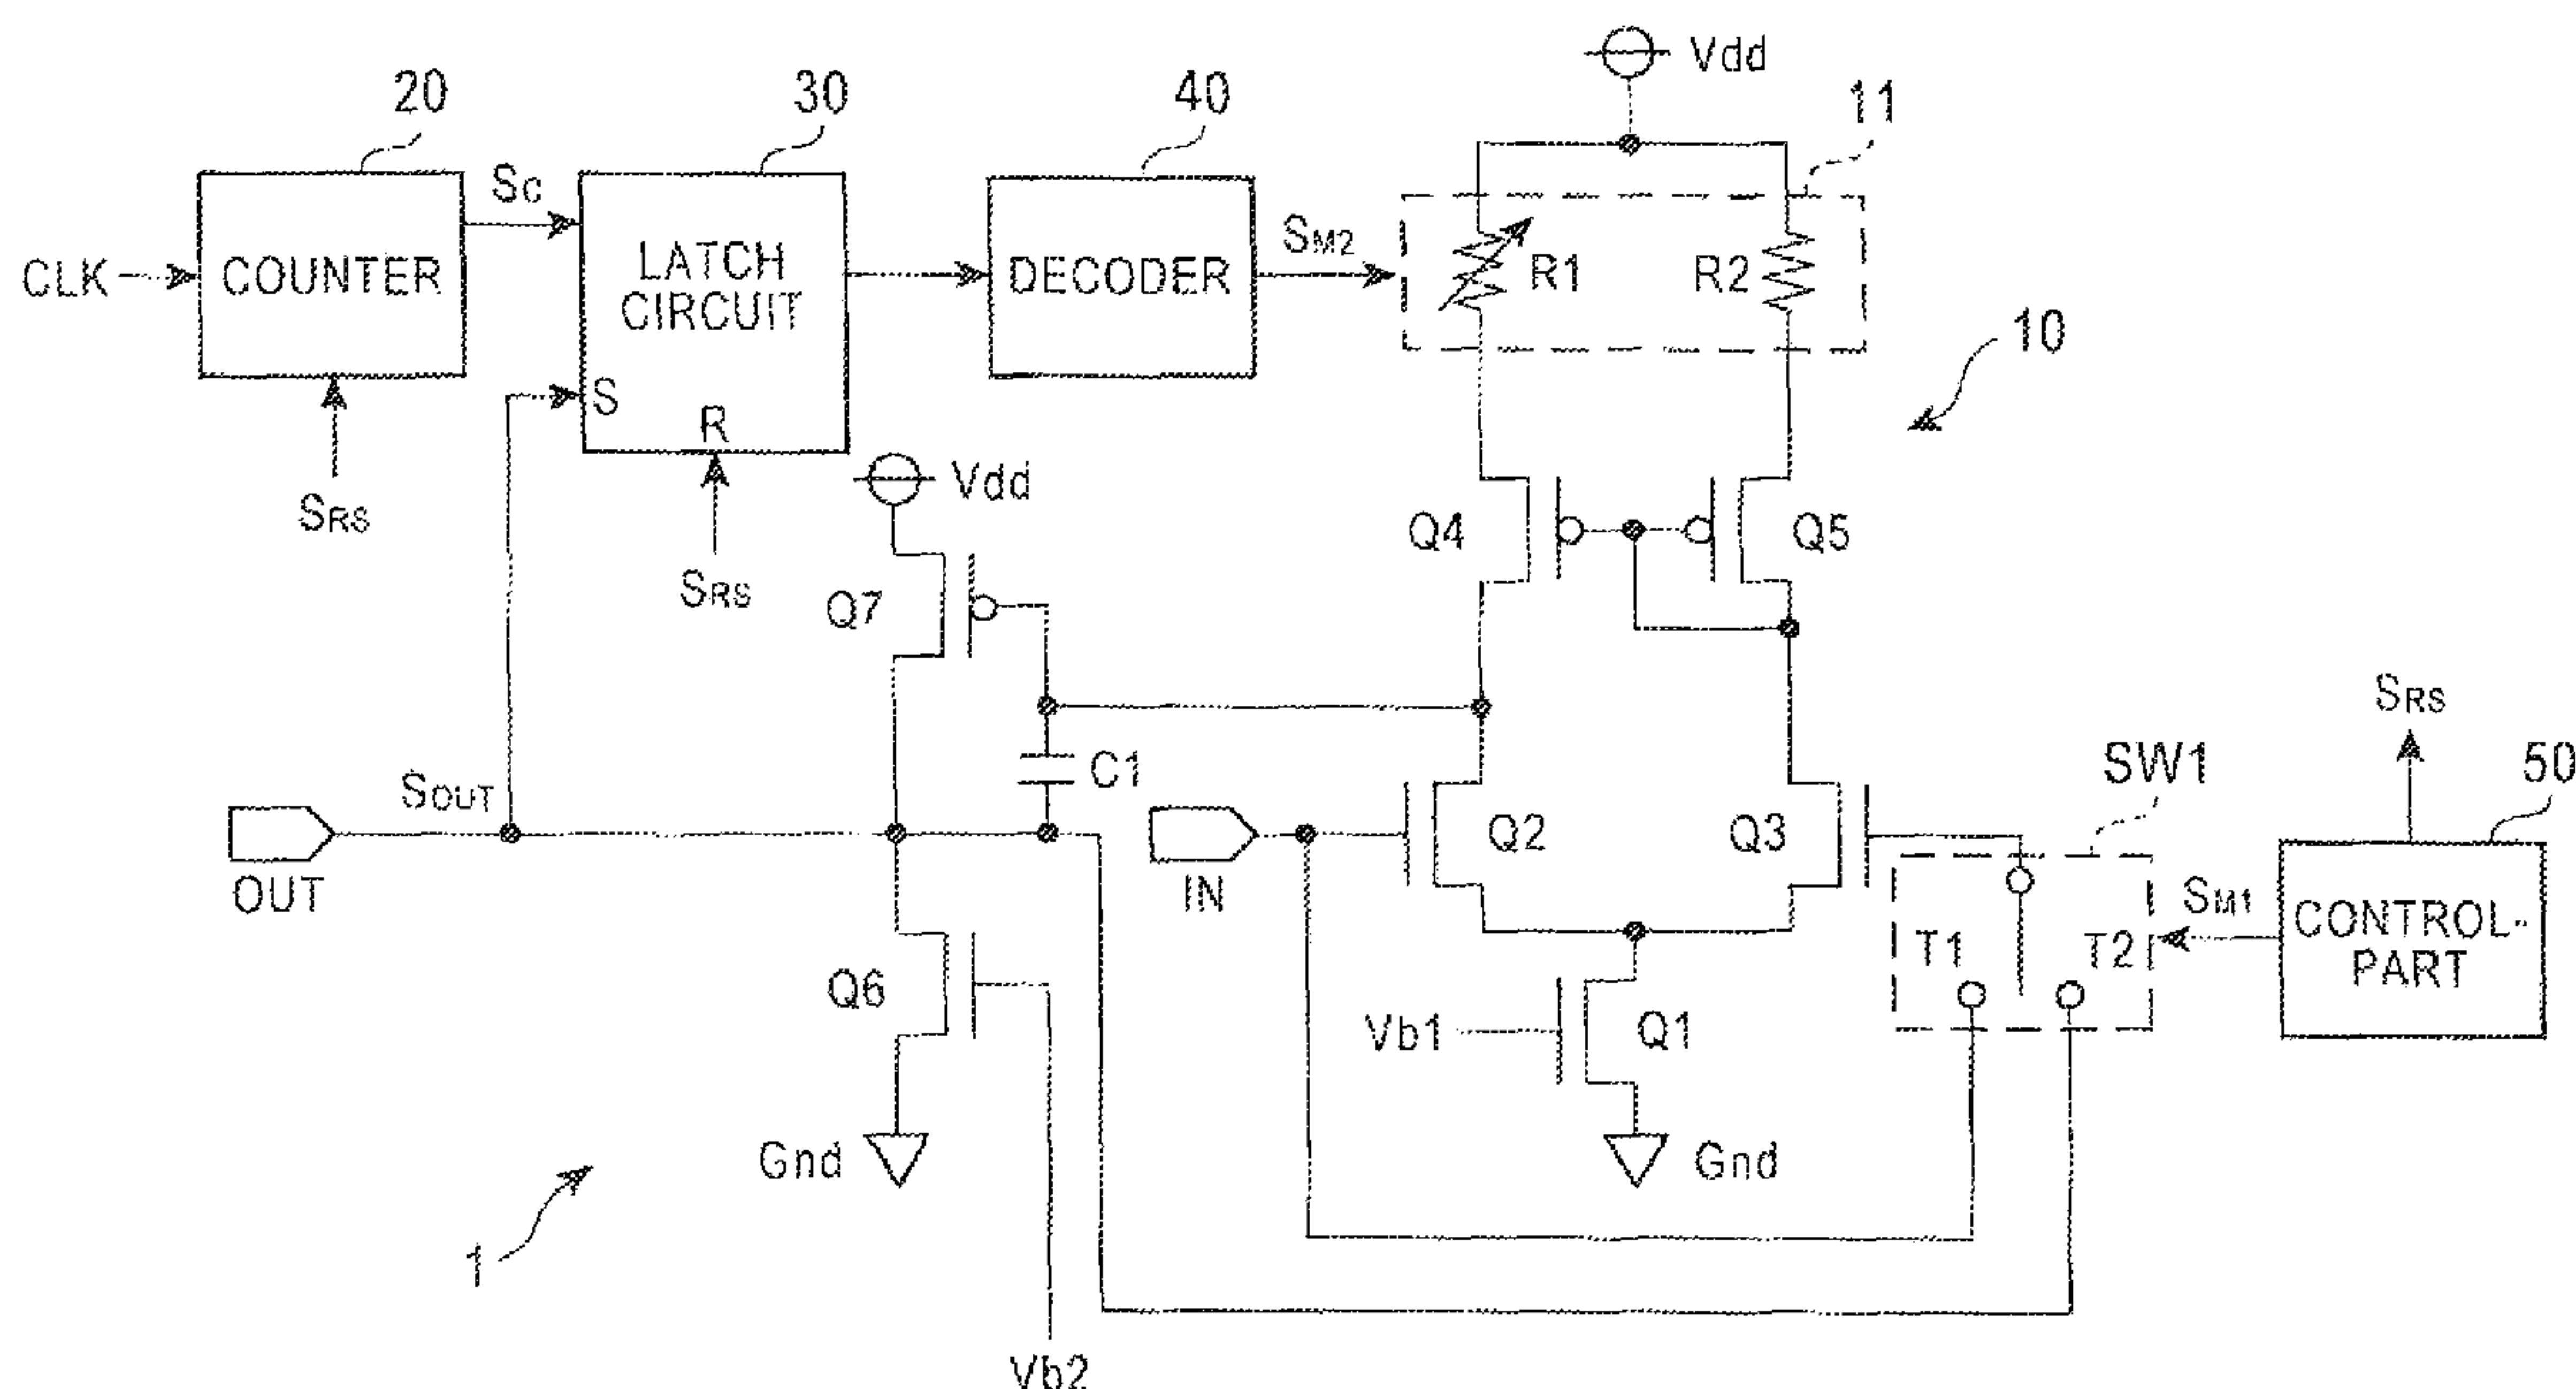 Vdd
20
30
40
11
Sc
CLK
COUNTER
LATCH
CIRCUIT
DECODER
SM2
R1
R2
10
S
R
SRS
SRS
Vdd
Q4
Q5
Q7
SRS
C1
SW1
50
SOUT
OUT
IN
Q2
Q3
T1
T2
SM1
CONTROL-
PART
Q6
Vb1
Q1
Gnd
Gnd
1
Vb2